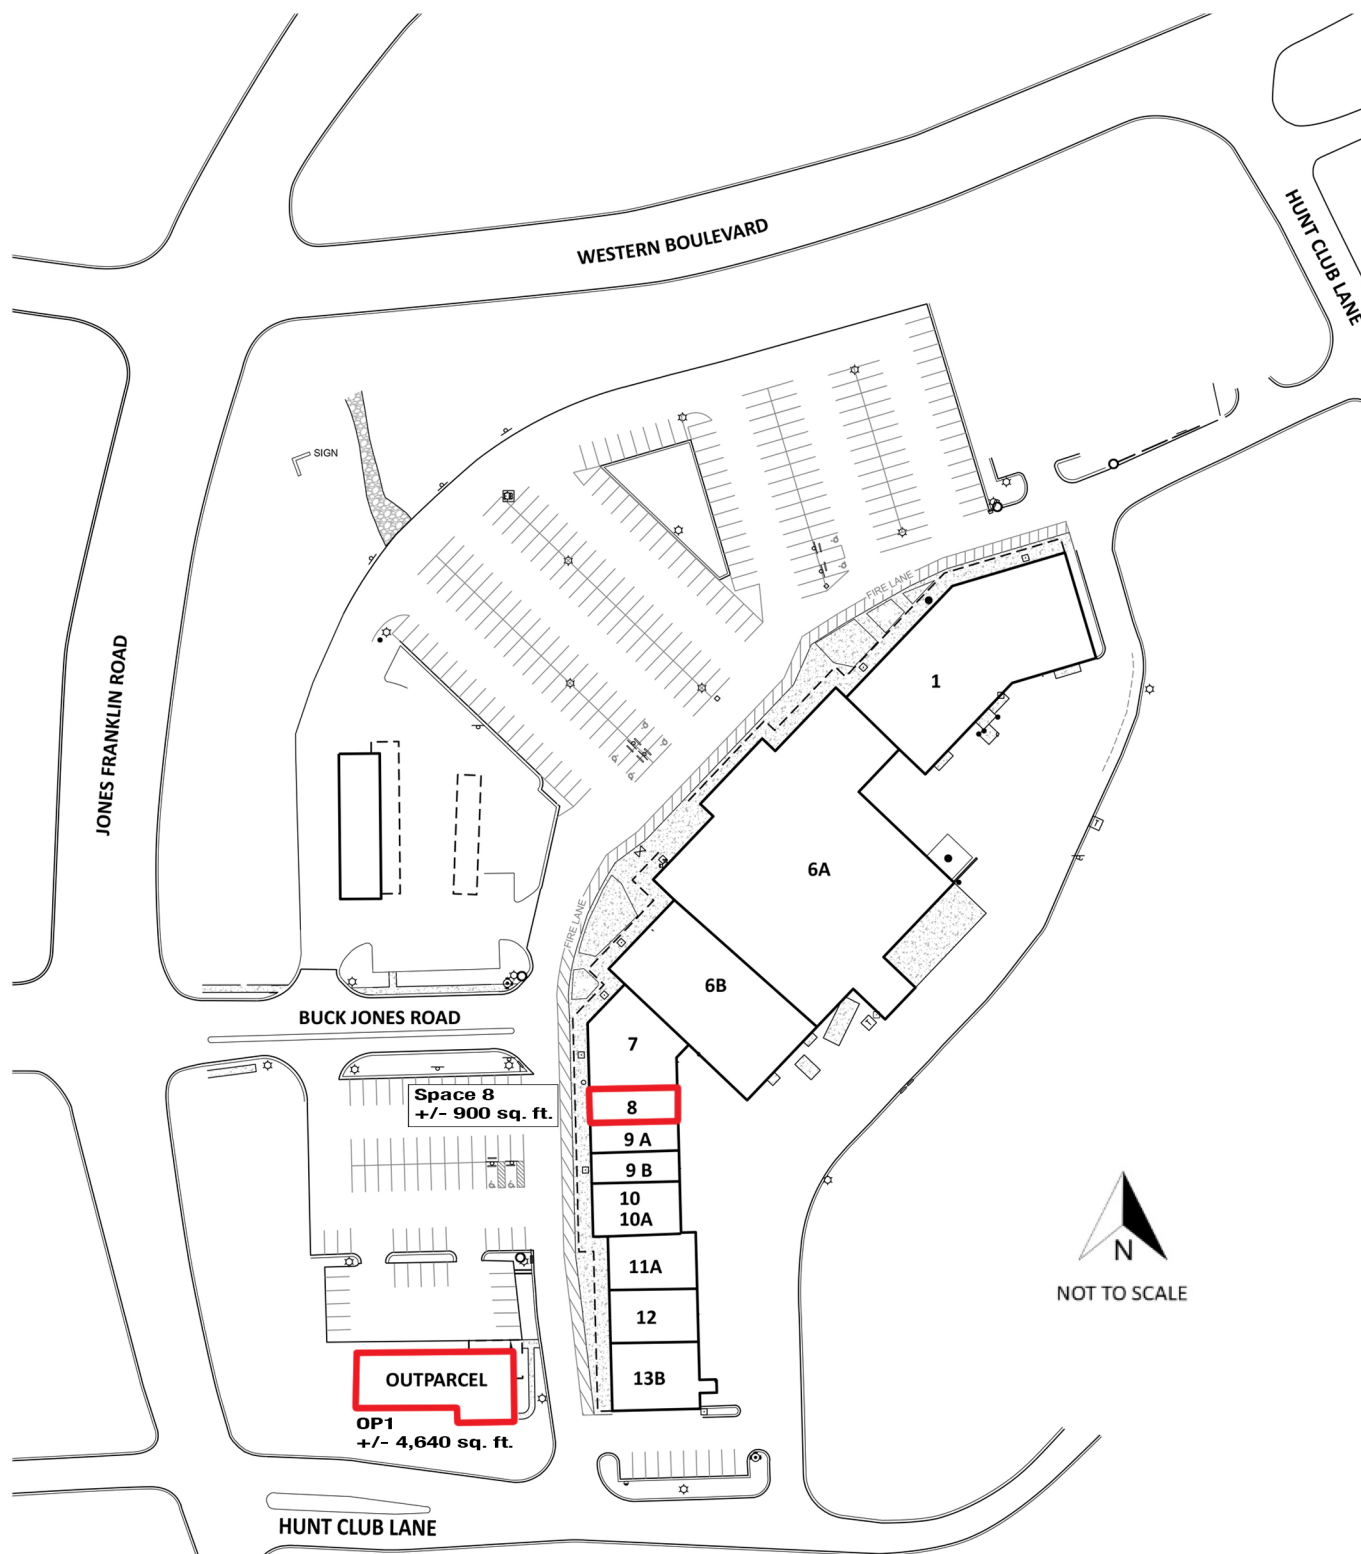 WESTERN BOULEVARD
HUNT CLUB LANE
SIGN
FIRE LANE
JONES FRANKLIN ROAD
1
6A
FIRE LANE
6B
BUCK JONES ROAD
T
T
7
Space 8
+/- 900 sq. ft.
8
9 A
9 B
10
10A
11A
12
13B
N
NOT TO SCALE
OUTPARCEL
OP1
+/- 4,640 sq. ft.
HUNT CLUB LANE